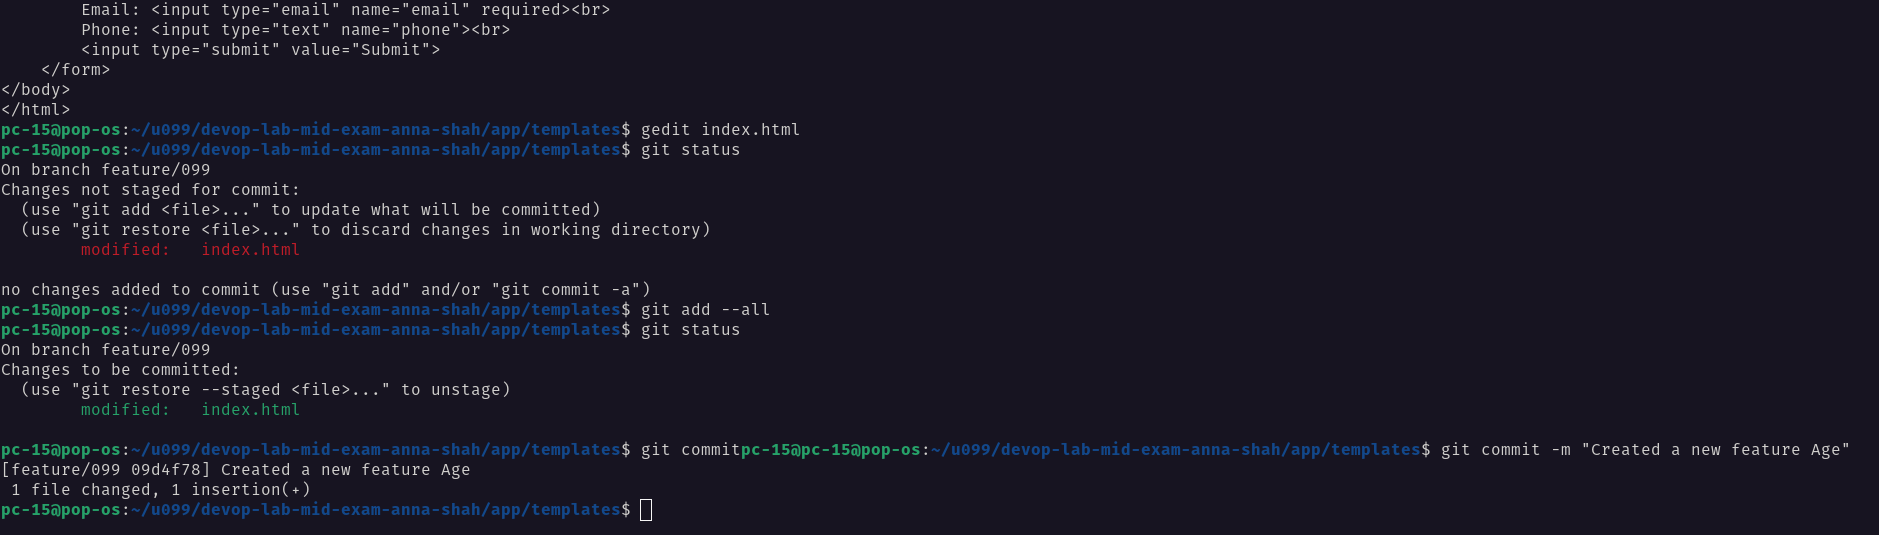 Email: <input type="email" name="email" required><br>
        Phone: <input type="text" name="phone"><br>
        <input type="submit" value="Submit">
    </form>
</body>
</html>
pc-15@pop-os:~/u099/devop-lab-mid-exam-anna-shah/app/templates$ gedit index.html
pc-15@pop-os:~/u099/devop-lab-mid-exam-anna-shah/app/templates$ git status
On branch feature/099
Changes not staged for commit:
  (use "git add <file>..." to update what will be committed)
  (use "git restore <file>..." to discard changes in working directory)
        modified:   index.html

no changes added to commit (use "git add" and/or "git commit -a")
pc-15@pop-os:~/u099/devop-lab-mid-exam-anna-shah/app/templates$ git add --all
pc-15@pop-os:~/u099/devop-lab-mid-exam-anna-shah/app/templates$ git status
On branch feature/099
Changes to be committed:
  (use "git restore --staged <file>..." to unstage)
        modified:   index.html

pc-15@pop-os:~/u099/devop-lab-mid-exam-anna-shah/app/templates$ git commitpc-15@pc-15@pop-os:~/u099/devop-lab-mid-exam-anna-shah/app/templates$ git commit -m "Created a new feature Age"
[feature/099 09d4f78] Created a new feature Age
 1 file changed, 1 insertion(+)
pc-15@pop-os:~/u099/devop-lab-mid-exam-anna-shah/app/templates$